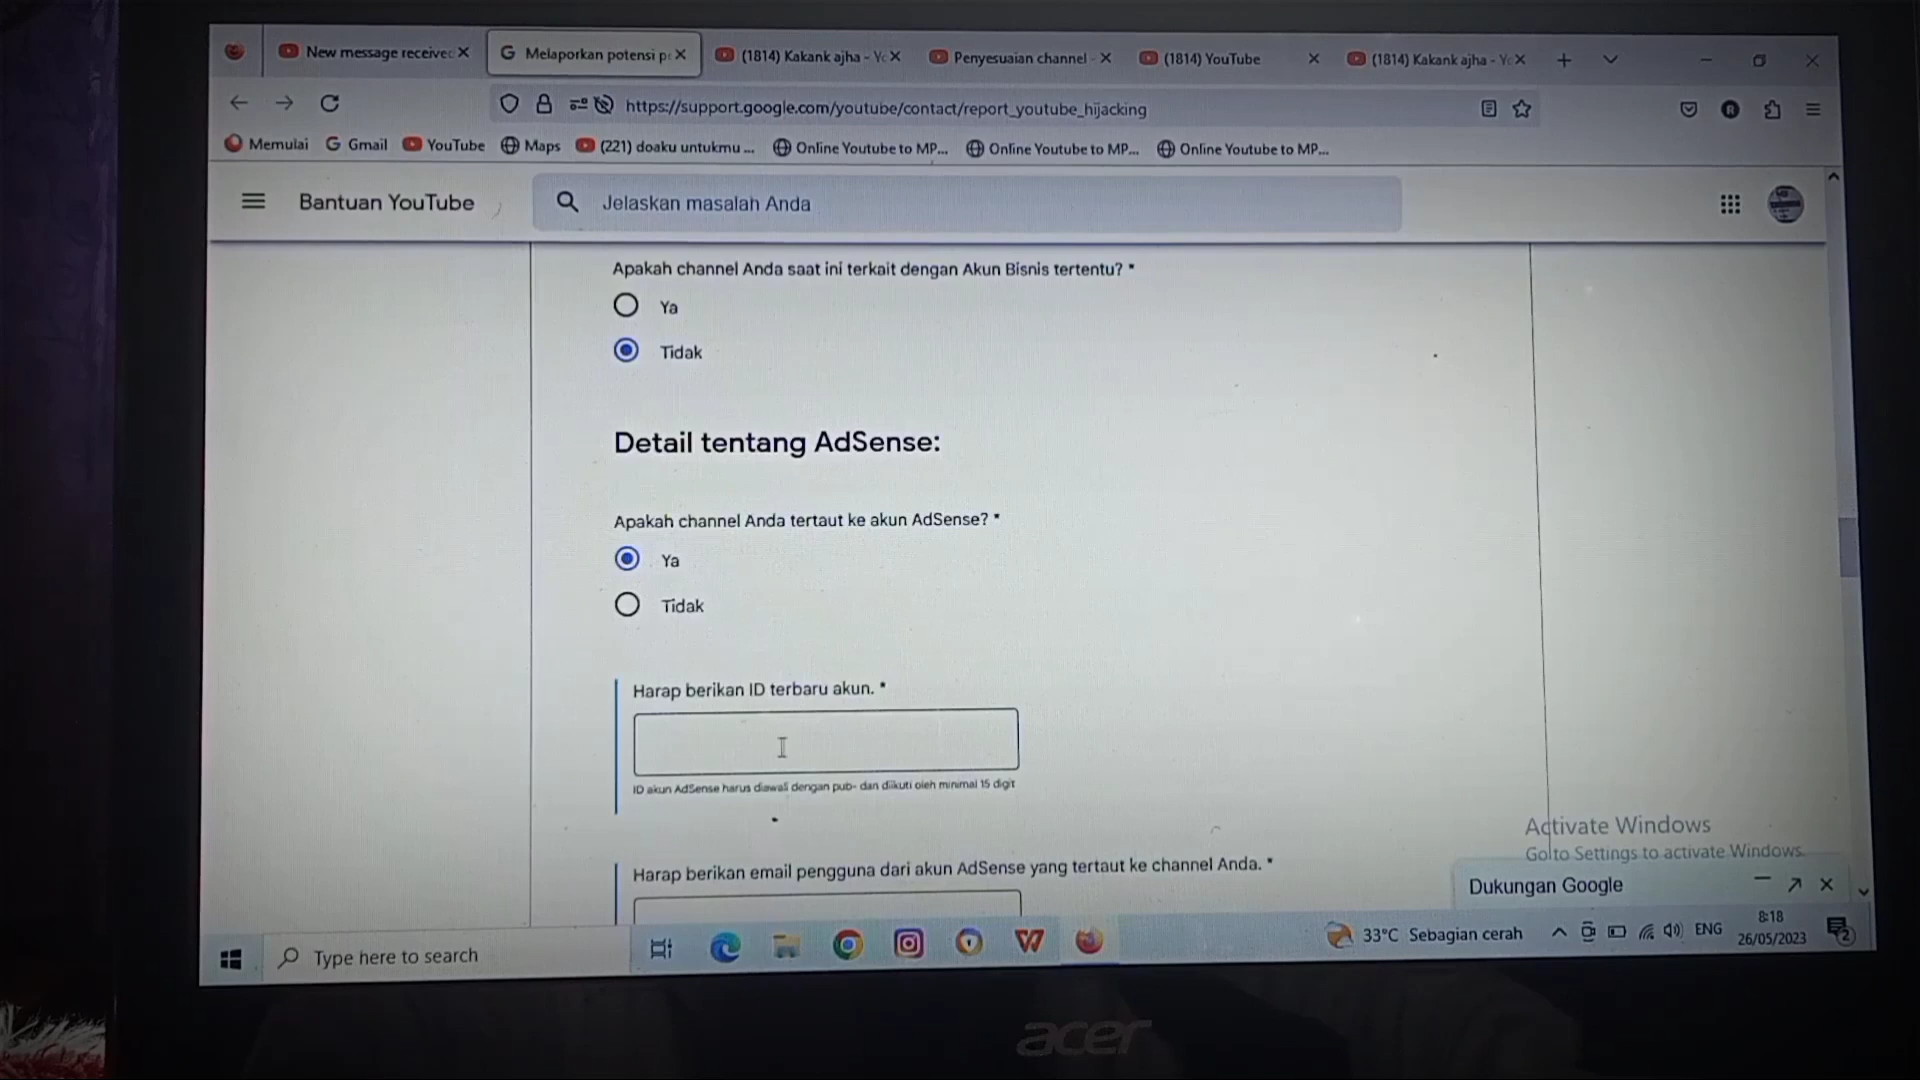 New message received
Melaporkan potensi p
(1814) Kakank ajha - Yo
Penyesuaian channel -
(1814) YouTube
(1814) Kakank ajha - Yo
https://support.google.com/youtube/contact/report_youtube_hijacking
Memulai
Gmail
YouTube
Maps
(221) doaku untukmu ...
Online Youtube to MP...
Online Youtube to MP...
Online Youtube to MP...
Bantuan YouTube
Jelaskan masalah Anda
Apakah channel Anda saat ini terkait dengan Akun Bisnis tertentu? *
Ya
Tidak
Detail tentang AdSense:
Apakah channel Anda tertaut ke akun AdSense? *
Ya
Tidak
Harap berikan ID terbaru akun. *
ID akun AdSense harus diawali dengan pub- dan diikuti oleh minimal 15 digit
Harap berikan email pengguna dari akun AdSense yang tertaut ke channel Anda. *
Activate Windows
Go to Settings to activate Windows.
Dukungan Google
Type here to search
33°C Sebagian cerah
ENG
8:18
26/05/2023
2
acer